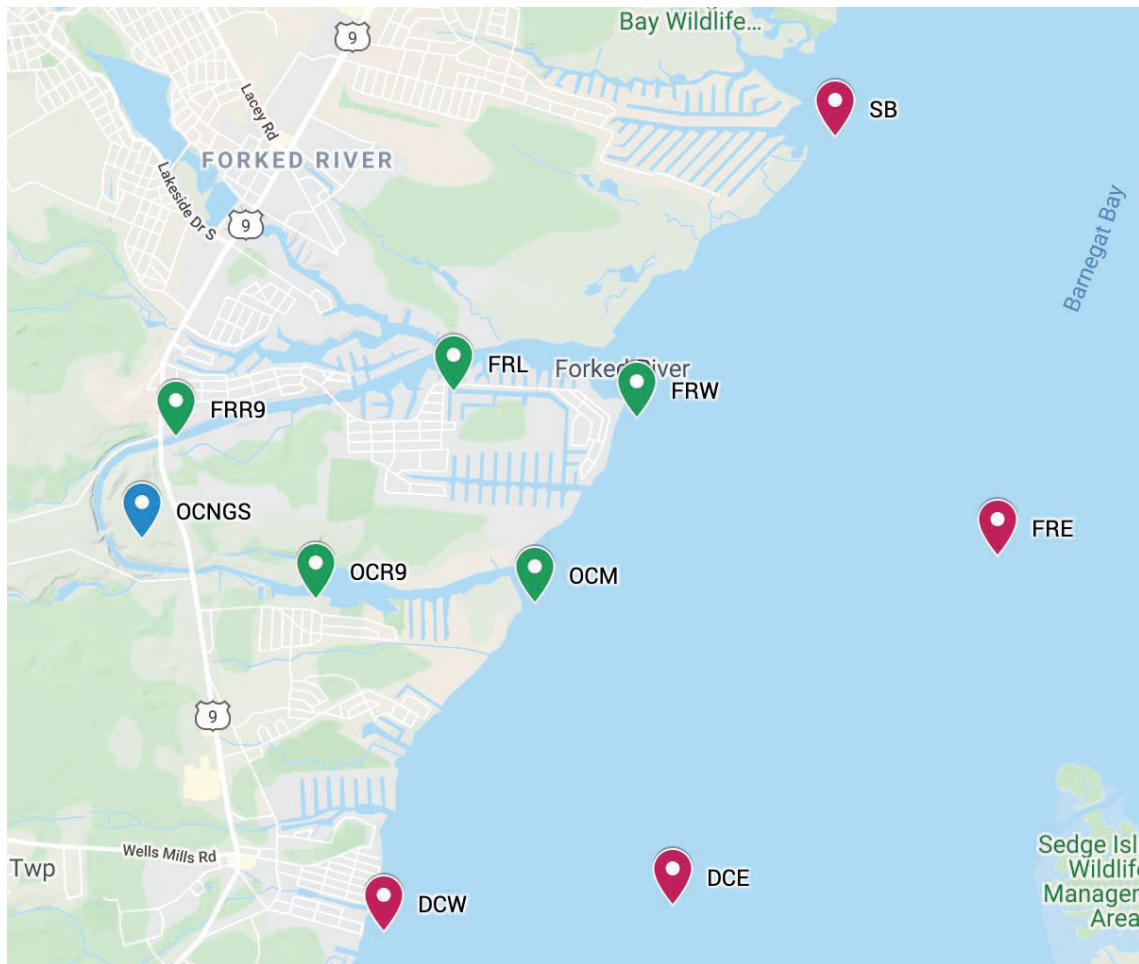 Bay Wildlife...
9
SB
Lacey Rd
FORKED RIVER
Lakeside Dr S
9
Barnegat Bay
FRL
Forked River
FRW
FRR9
OCNGS
FRE
OCR9
OCM
9
Wells Mills Rd
Twp
DCW
DCE
Sedge Isl
Wildlife
Manager
Area